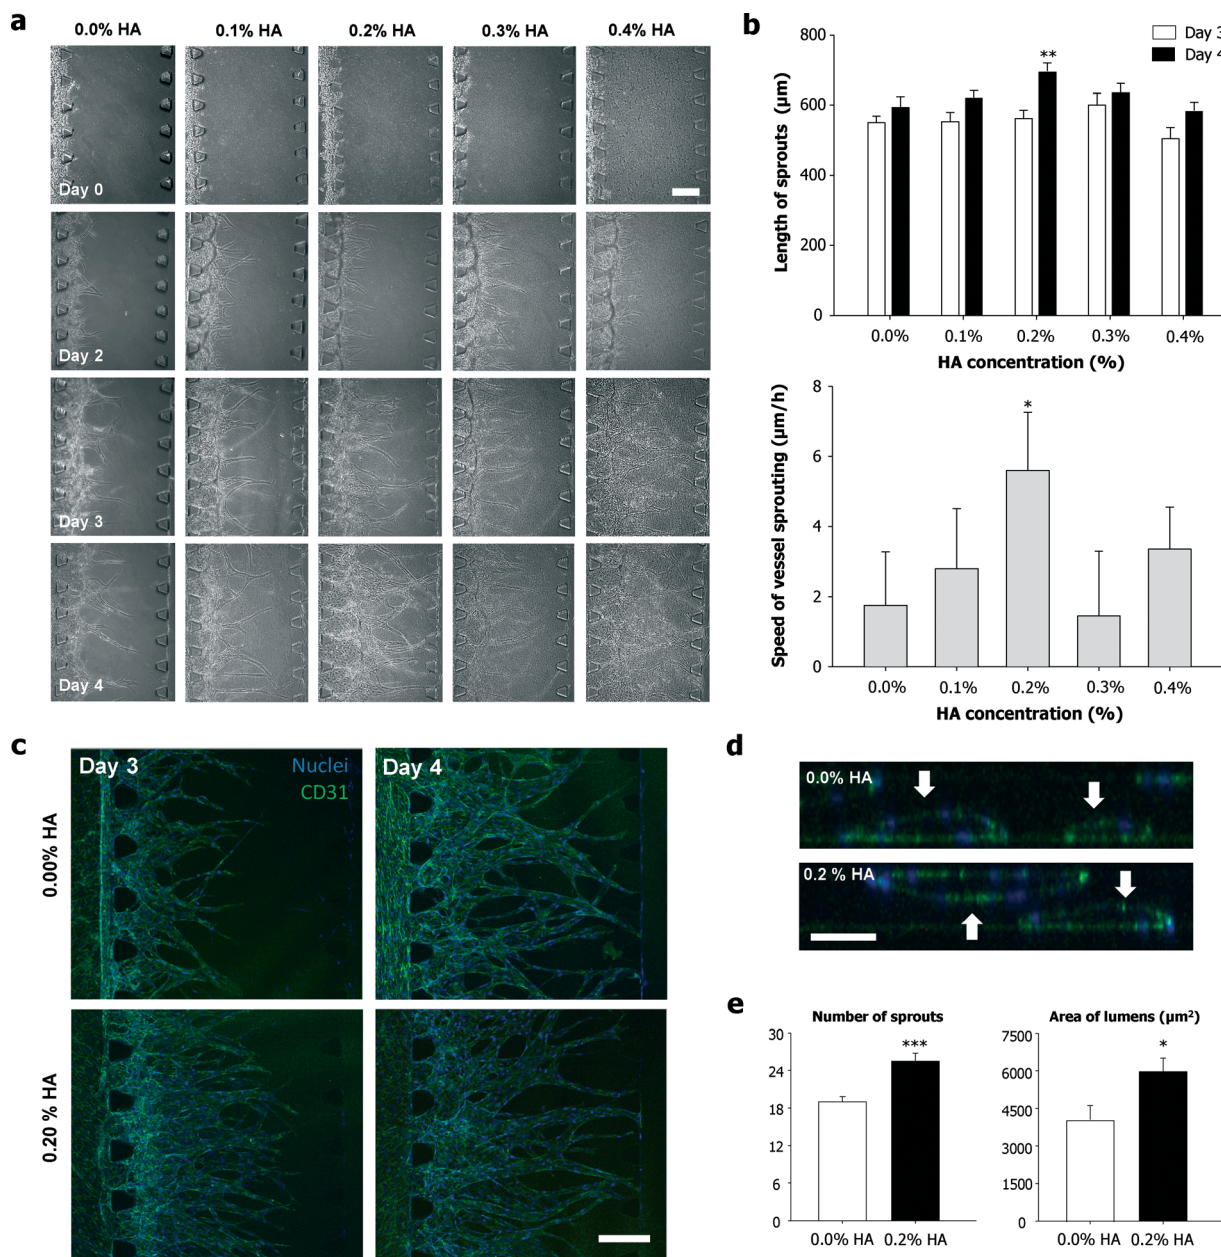 a
0.0% HA
0.1% HA
0.2% HA
0.3% HA
0.4% HA
Day 0
Day 2
Day 3
Day 4
b
Day 3
Day 4
**
Length of sprouts (µm)
800
600
400
200
0
0.0%
0.1%
0.2%
0.3%
0.4%
HA concentration (%)
*
Speed of vessel sprouting (µm/h)
8
6
4
2
0
0.0%
0.1%
0.2%
0.3%
0.4%
HA concentration (%)
c
Day 3
Nuclei
CD31
Day 4
0.00% HA
0.20 % HA
d
0.0% HA
0.2 % HA
e
Number of sprouts
***
30
24
18
12
6
0
0.0% HA
0.2% HA
Area of lumens (µm²)
*
7500
6000
4500
3000
1500
0
0.0% HA
0.2% HA